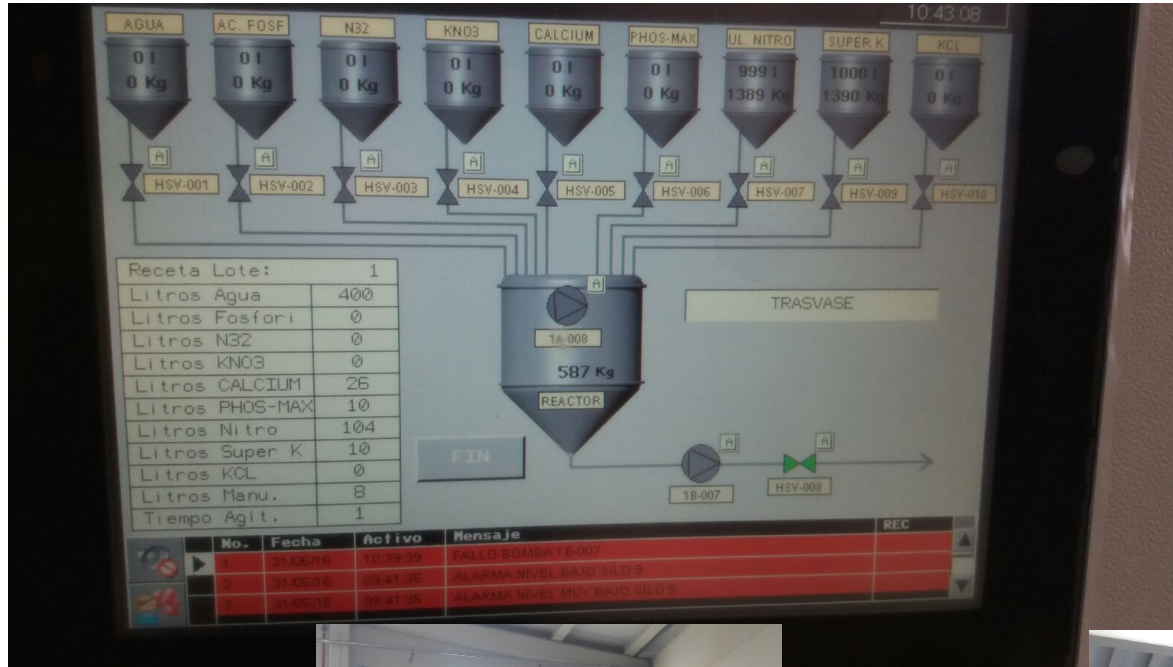 10:43:08
AGUA AC. FOSF N32 KNO3 CALCIUM PHOS-MAX UL. NITRO SUPER K KCL
0 l 0 l 0 l 0 l 0 l 0 l 999 l 1000 l 0 l
0 Kg 0 Kg 0 Kg 0 Kg 0 Kg 0 Kg 1389 Kg 1390 Kg 0 Kg
A A A A A A A A A
HSV-001 HSV-002 HSV-003 HSV-004 HSV-005 HSV-006 HSV-007 HSV-009 HSV-010
Receta Lote: 1
Litros Agua 400
Litros Fosfori 0
Litros N32 0
Litros KNO3 0
Litros CALCIUM 26
Litros PHOS-MAX 10
Litros Nitro 104
Litros Super K 10
Litros KCL 0
Litros Manu. 8
Tiempo Agit. 1
A
1A-008
587 Kg
REACTOR
TRASVASE
FIN
A A
1B-007 HSV-008
No. Fecha Activo Mensaje REC
1 31/05/16 10:39:39 FALLO BOMBA 1B-007
2 31/05/16 09:41:35 ALARMA NIVEL BAJO SILO 9
3 31/05/16 09:41:35 ALARMA NIVEL MUY BAJO SILO 9